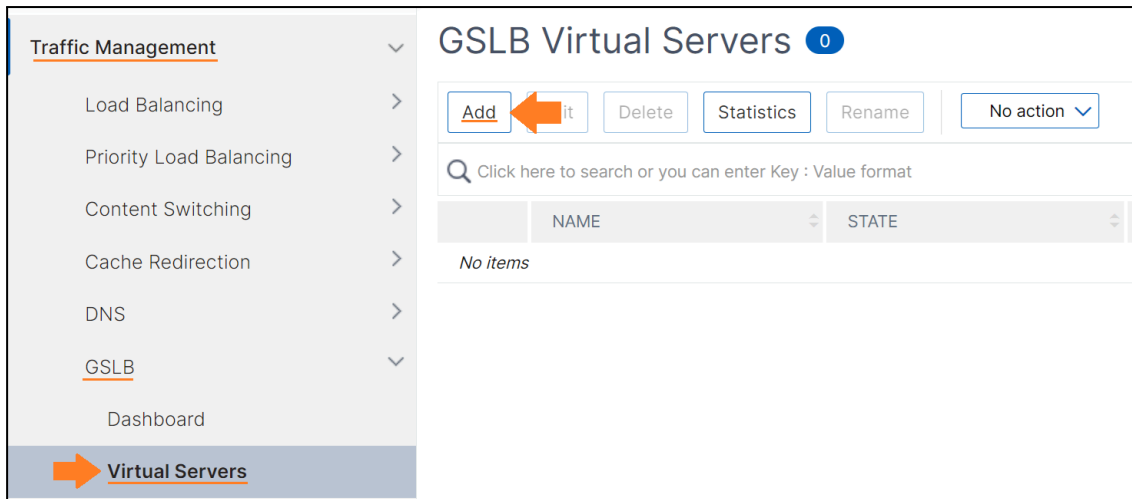 Traffic Management
Load Balancing
Priority Load Balancing
Content Switching
Cache Redirection
DNS
GSLB
Dashboard
Virtual Servers
GSLB Virtual Servers 0
Add Delete Statistics Rename No action
Click here to search or you can enter Key : Value format
NAME STATE
No items